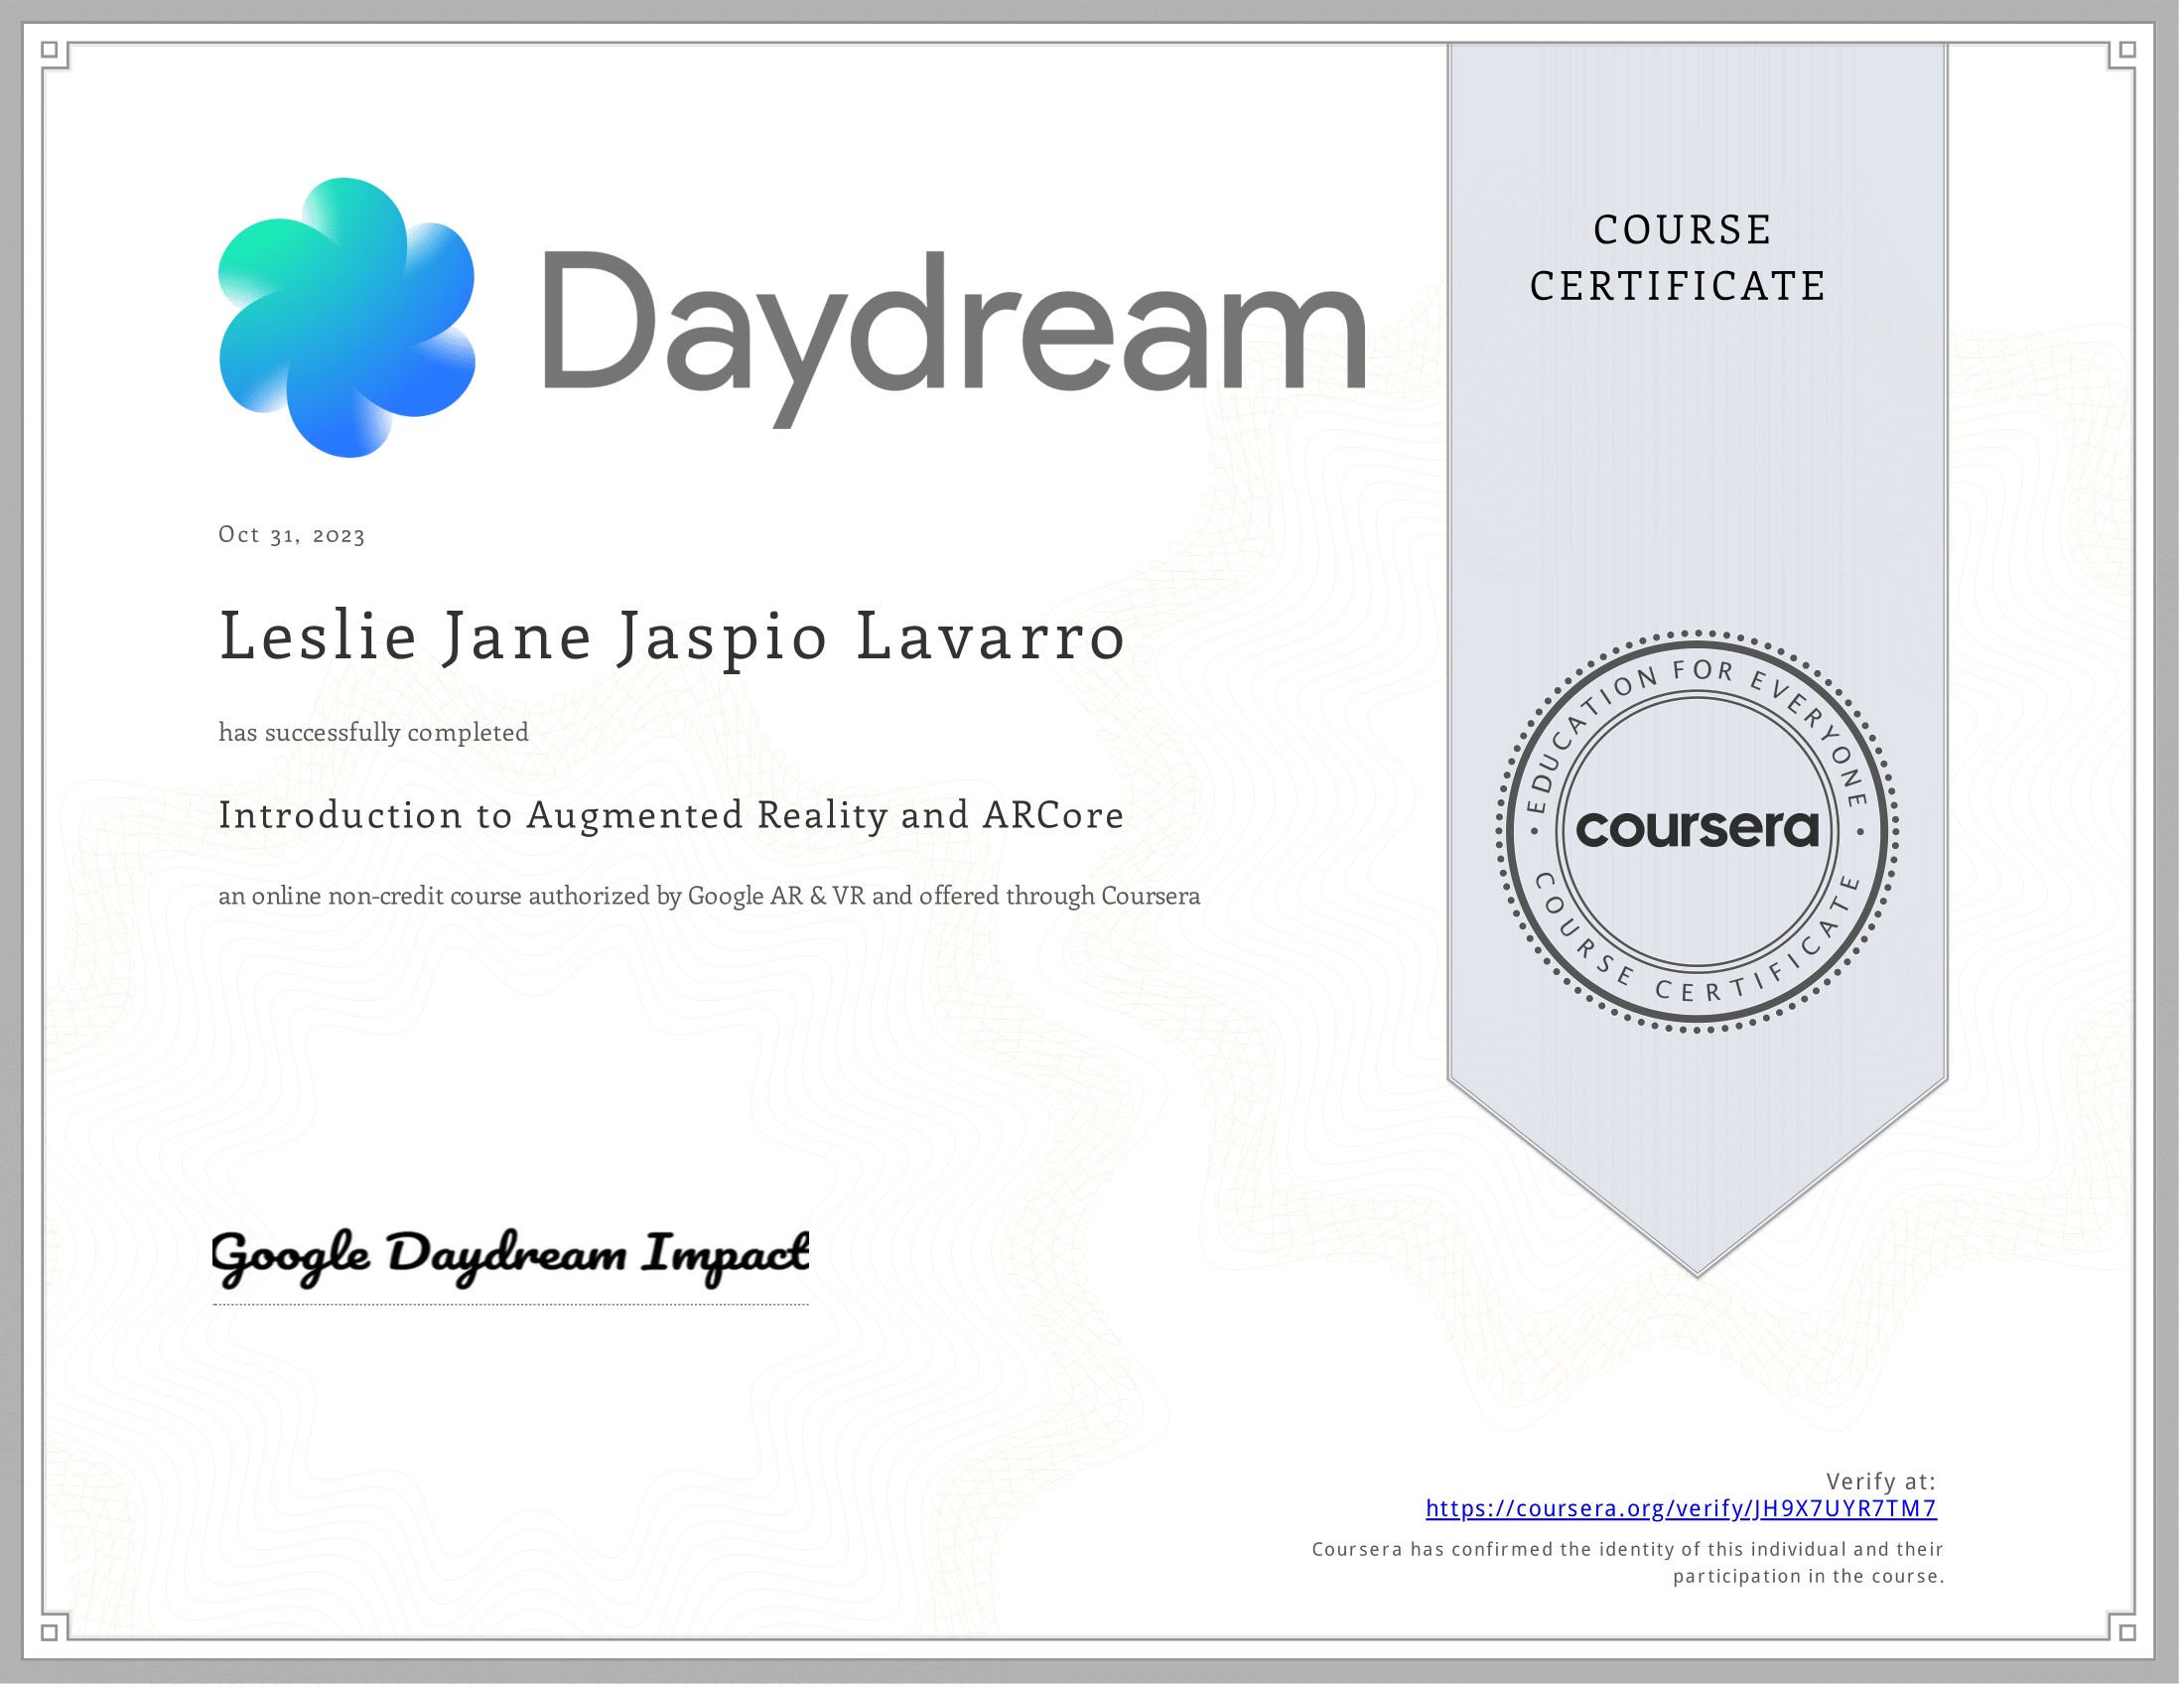 Daydream
COURSE
CERTIFICATE
Oct 31, 2023
Leslie Jane Jaspio Lavarro
has successfully completed
Introduction to Augmented Reality and ARCore
an online non-credit course authorized by Google AR & VR and offered through Coursera
EDUCATION FOR EVERYONE
coursera
COURSE CERTIFICATE
Google Daydream Impact
Verify at:
https://coursera.org/verify/JH9X7UYR7TM7
Coursera has confirmed the identity of this individual and their
participation in the course.